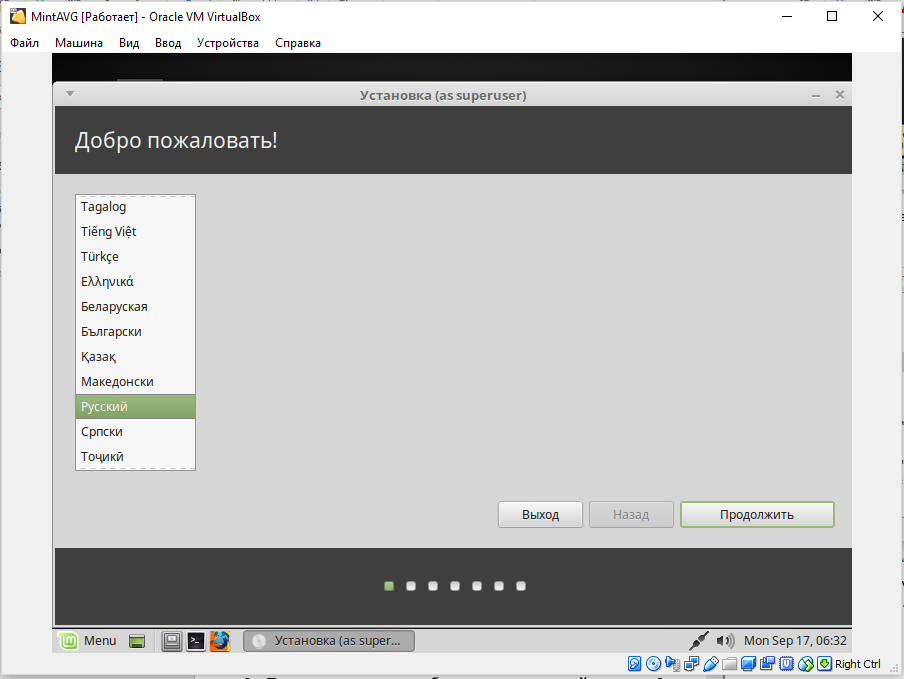 MintAVG [Работает] - Oracle VM VirtualBox
Файл Машина Вид Ввод Устройства Справка
Установка (as superuser)
Добро пожаловать!
Tagalog
Tiếng Việt
Türkçe
Ελληνικά
Беларуская
Български
Қазақ
Македонски
Русский
Српски
Тоҷикӣ
Выход Назад Продолжить
Menu Установка (as super... Mon Sep 17, 06:32
Right Ctrl